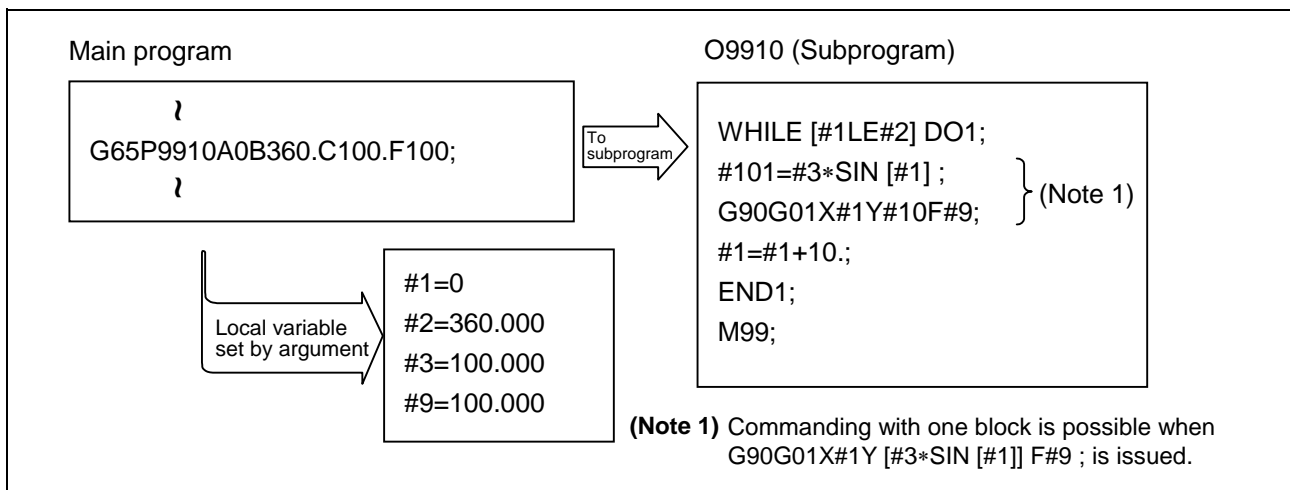 Main program
~
G65P9910A0B360.C100.F100;
~
To
subprogram
O9910 (Subprogram)
WHILE [#1LE#2] DO1;
#101=#3∗SIN [#1] ;
G90G01X#1Y#10F#9;
(Note 1)
#1=#1+10.;
END1;
M99;
Local variable
set by argument
#1=0
#2=360.000
#3=100.000
#9=100.000
(Note 1) Commanding with one block is possible when
G90G01X#1Y [#3∗SIN [#1]] F#9 ; is issued.